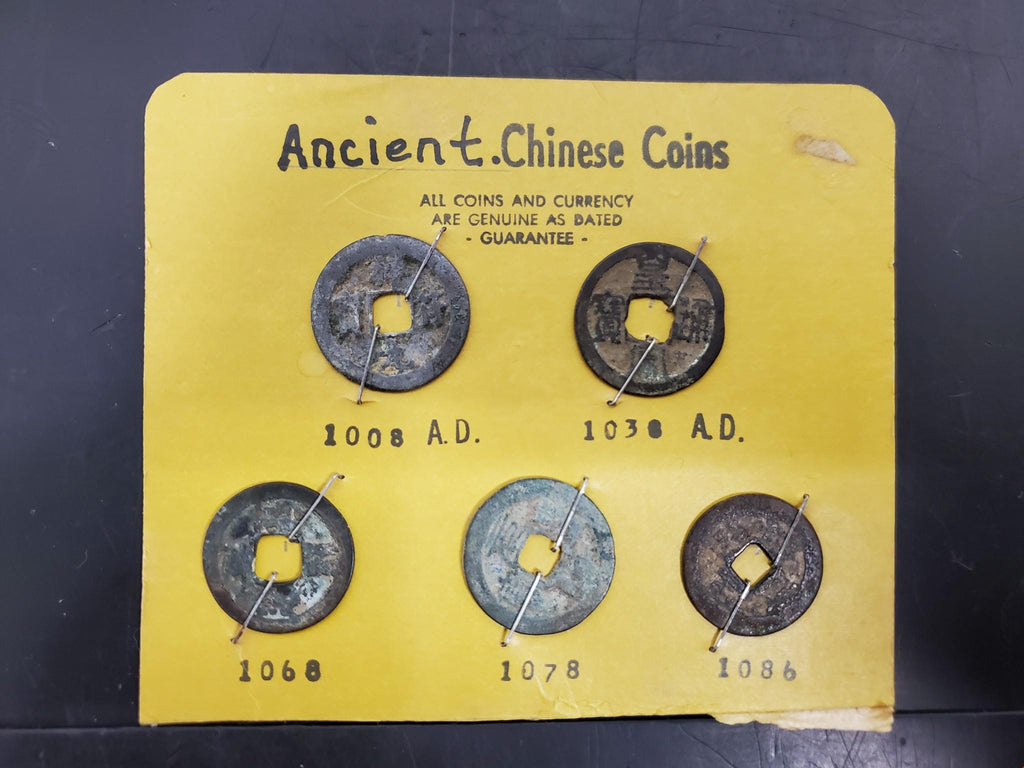 Ancient. Chinese Coins
ALL COINS AND CURRENCY
ARE GENUINE AS DATED
- GUARANTEE -
1008 A.D.
1038 A.D.
1068
1078
1086